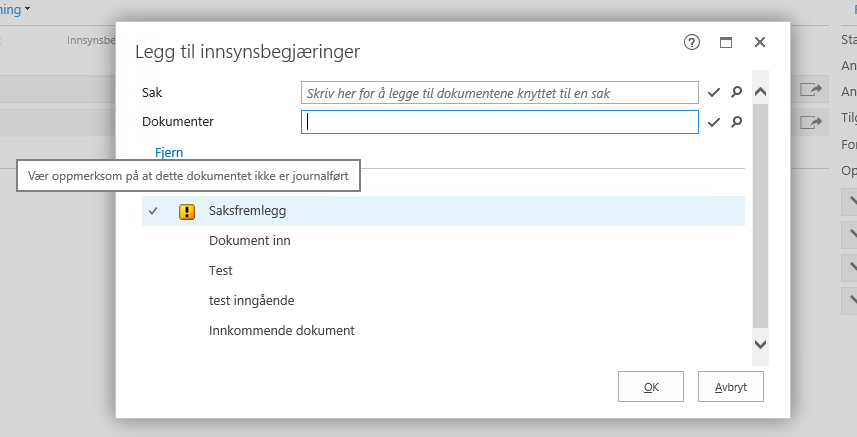 ning
Innsynsbe
Legg til innsynsbegjæringer
Sak
Skriv her for å legge til dokumentene knyttet til en sak
Dokumenter
Fjern
Vær oppmerksom på at dette dokumentet ikke er journalført
Saksfremlegg
Dokument inn
Test
test inngående
Innkommende dokument
OK
Avbryt
Sta
An
An
Tilg
For
Op